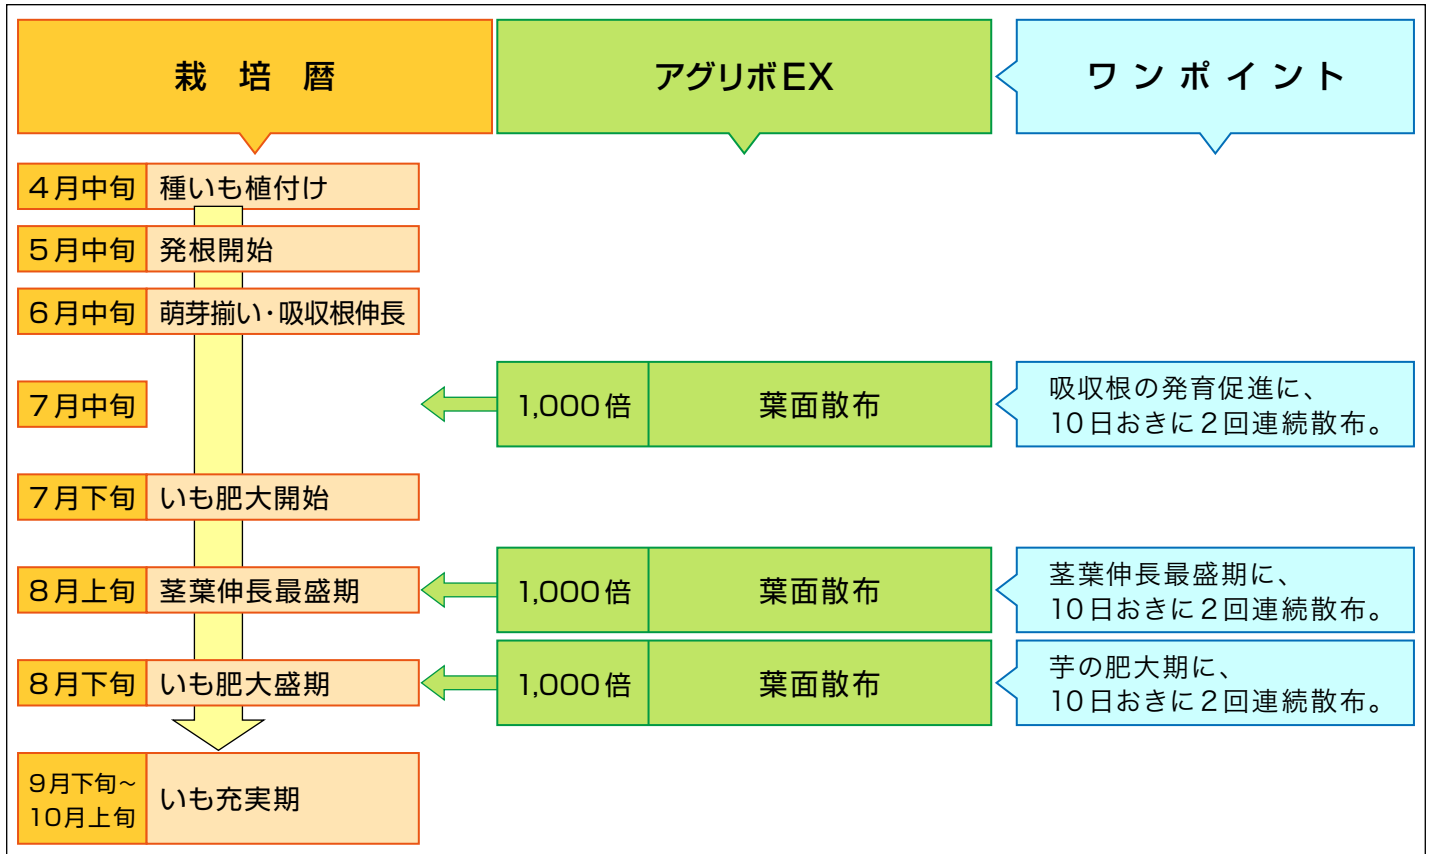 栽培暦
アグリボEX
ワンポイント
4月中旬 種いも植付け
5月中旬 発根開始
6月中旬 萌芽揃い・吸収根伸長
7月中旬 1,000倍 葉面散布 吸収根の発育促進に、
10日おきに2回連続散布。
7月下旬 いも肥大開始
8月上旬 茎葉伸長最盛期 1,000倍 葉面散布 茎葉伸長最盛期に、
10日おきに2回連続散布。
8月下旬 いも肥大盛期 1,000倍 葉面散布 芋の肥大期に、
10日おきに2回連続散布。
9月下旬～
10月上旬 いも充実期